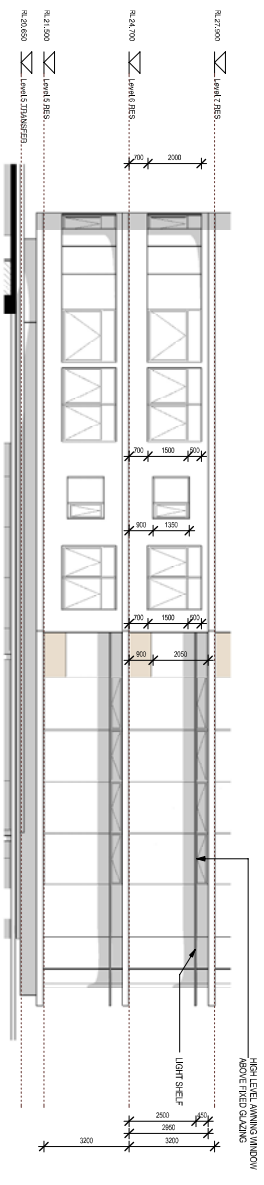 RL 27,900
Level 7 RES
RL 24,700
Level 6 RES
RL 21,500
Level 5 RES
RL 20,650
Level 5 TRANSFER
700 2000
700 1500 500
900 1350
700 1500 500
900 2050
HIGH LEVEL AWNING WINDOW
ABOVE FIXED GLAZING
LIGHT SHELF
2500 450
2950
3200 3200